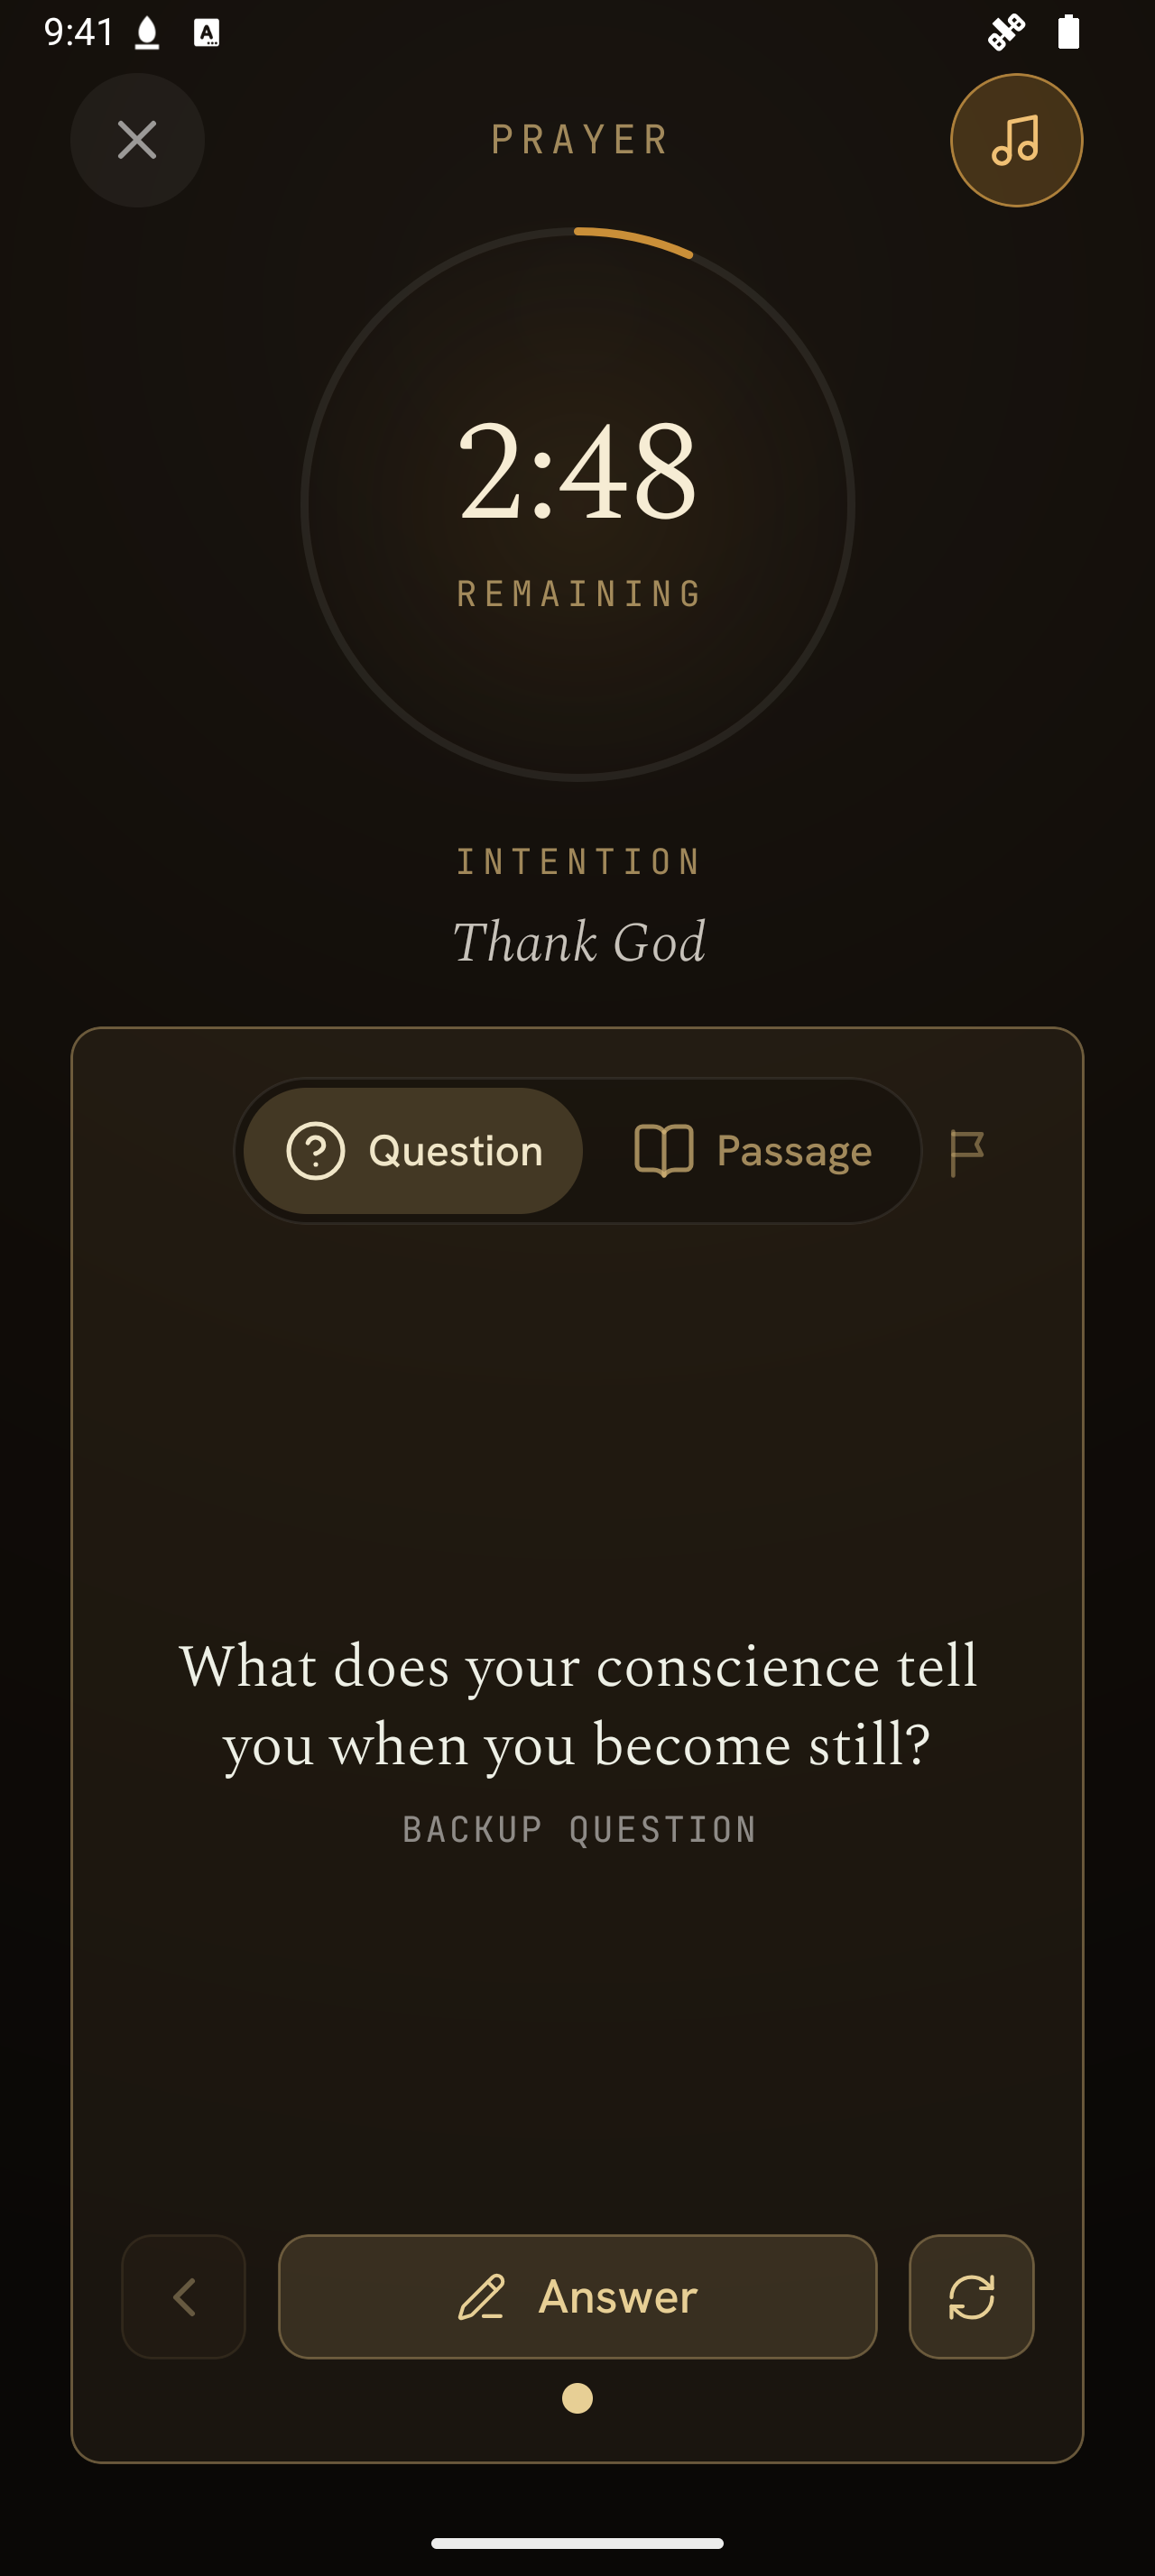 9:41
PRAYER
2:48
REMAINING
INTENTION
Thank God
Question
Passage
What does your conscience tell
you when you become still?
BACKUP QUESTION
Answer